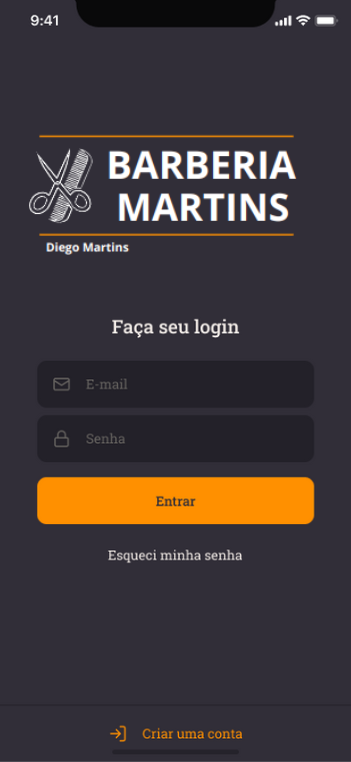 9:41
BARBERIA
MARTINS
Diego Martins
Faça seu login
E-mail
Senha
Entrar
Esqueci minha senha
Criar uma conta